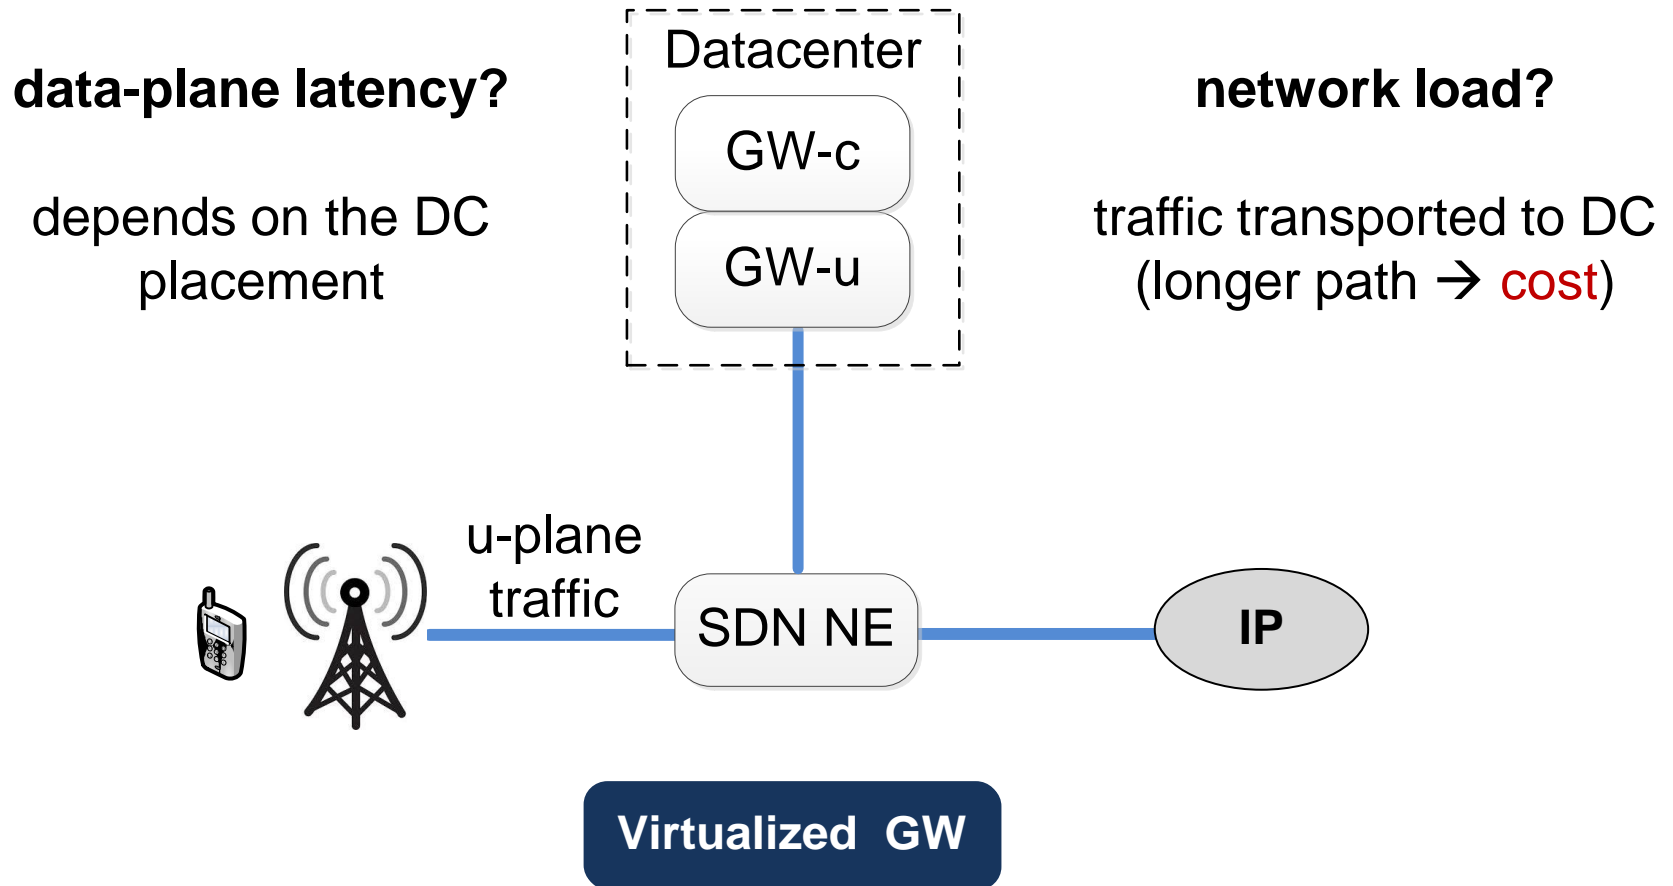 data-plane latency?
depends on the DC
placement
Datacenter
GW-c
GW-u
network load?
traffic transported to DC
(longer path → cost)
u-plane
traffic
SDN NE
IP
Virtualized GW